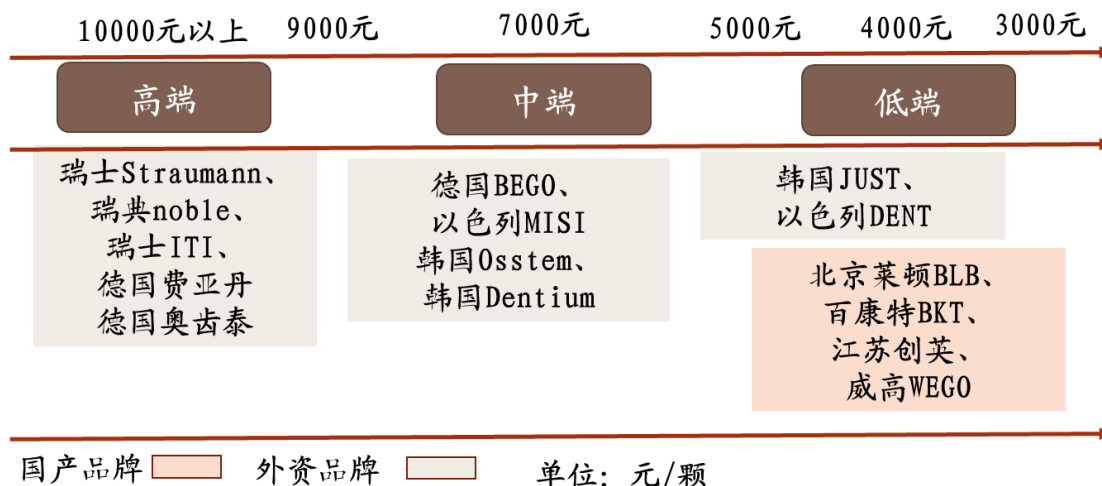 10000元以上 9000元 7000元 5000元 4000元 3000元
高端 中端 低端
瑞士Straumann、
瑞典noble、
瑞士ITI、
德国费亚丹
德国奥齿泰
德国BEGO、
以色列MISI
韩国Osstem、
韩国Dentium
韩国JUST、
以色列DENT
北京莱顿BLB、
百康特BKT、
江苏创英、
威高WEGO
国产品牌 外资品牌 单位：元/颗